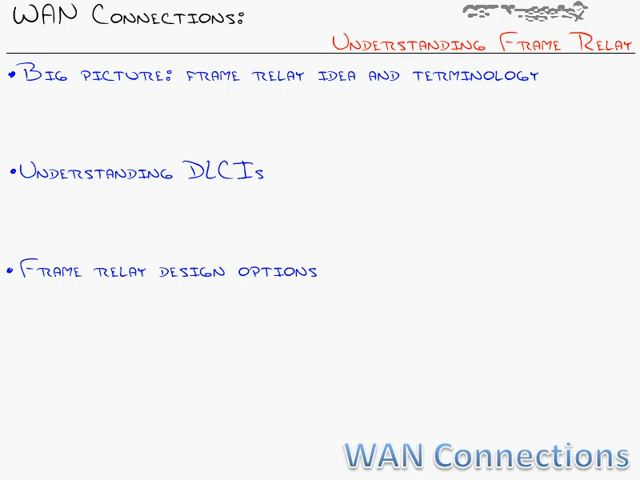 WAN Connections:
Understanding Frame Relay
• Big picture: frame relay idea and terminology
• Understanding DLCIs
• Frame relay design options
WAN Connections